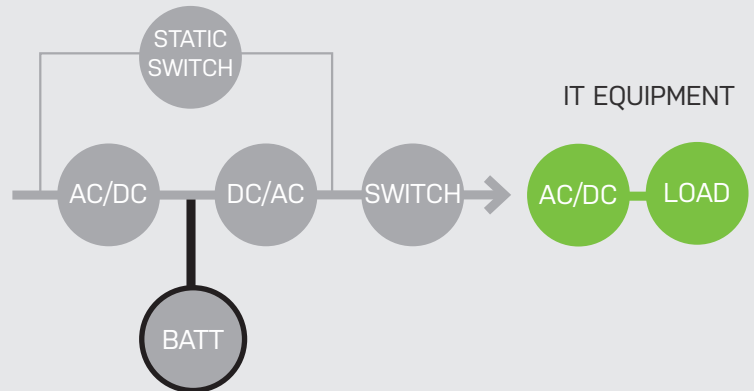 STATIC
SWITCH
IT EQUIPMENT
AC/DC
DC/AC
SWITCH
AC/DC
LOAD
BATT